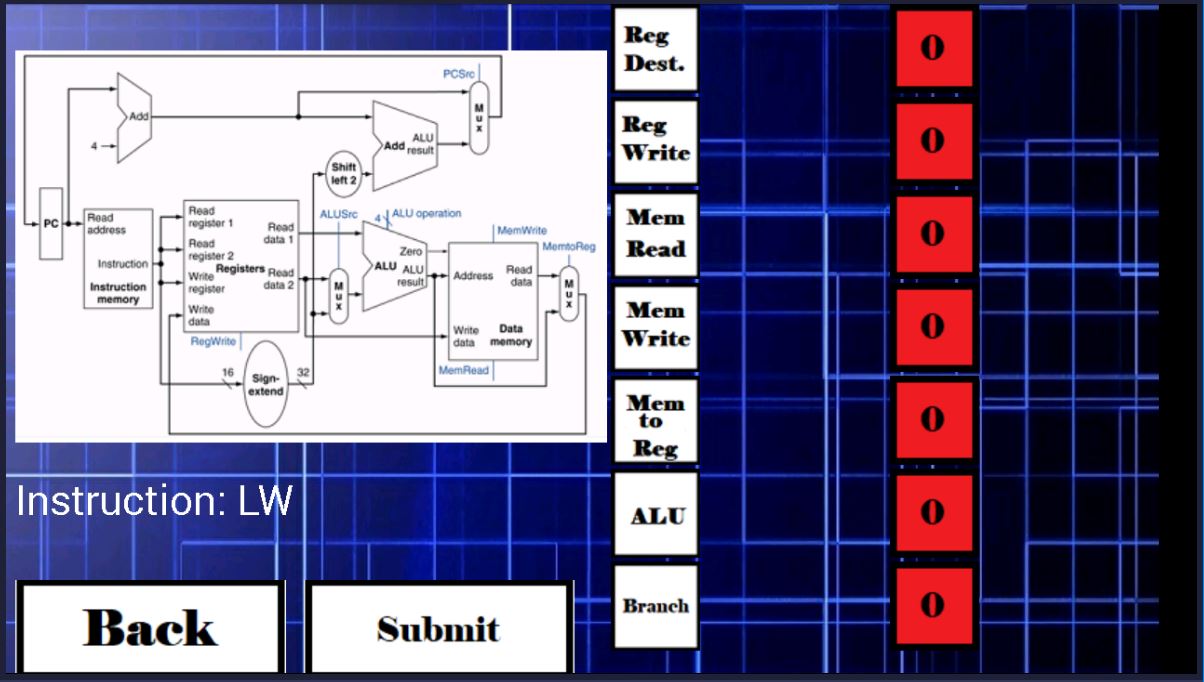 PCSrc
Add
4
Mux
Add
ALU
result
Shift
left 2
PC
Read
address
Instruction
Instruction
memory
Read
register 1
Read
register 2
Write
register
Write
data
Registers
Read
data 1
Read
data 2
RegWrite
ALUSrc
4
ALU operation
Mux
ALU
Zero
ALU
result
MemWrite
Address
Read
data
Write
data
Data
memory
MemRead
MemtoReg
Mux
16
Sign-
extend
32
Instruction: LW
Back
Submit
Reg
Dest.
0
Reg
Write
0
Mem
Read
0
Mem
Write
0
Mem
to
Reg
0
ALU
0
Branch
0